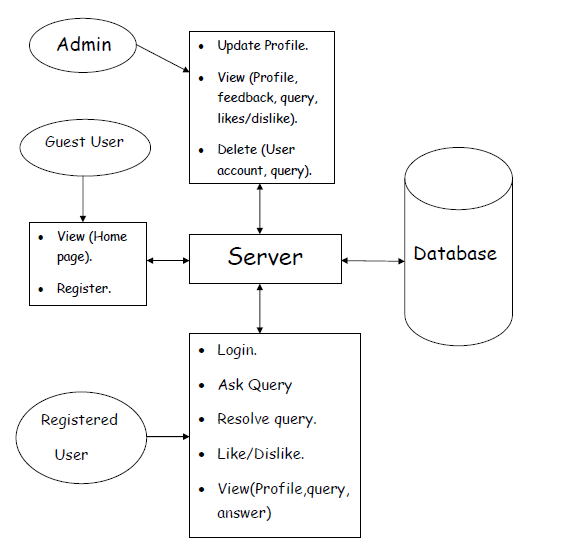 Admin
• Update Profile.
• View (Profile,
feedback, query,
likes/dislike).
• Delete (User
account, query).
Guest User
• View (Home
page).
• Register.
Server
Database
• Login.
• Ask Query
• Resolve query.
• Like/Dislike.
• View(Profile,query,
answer)
Registered
User